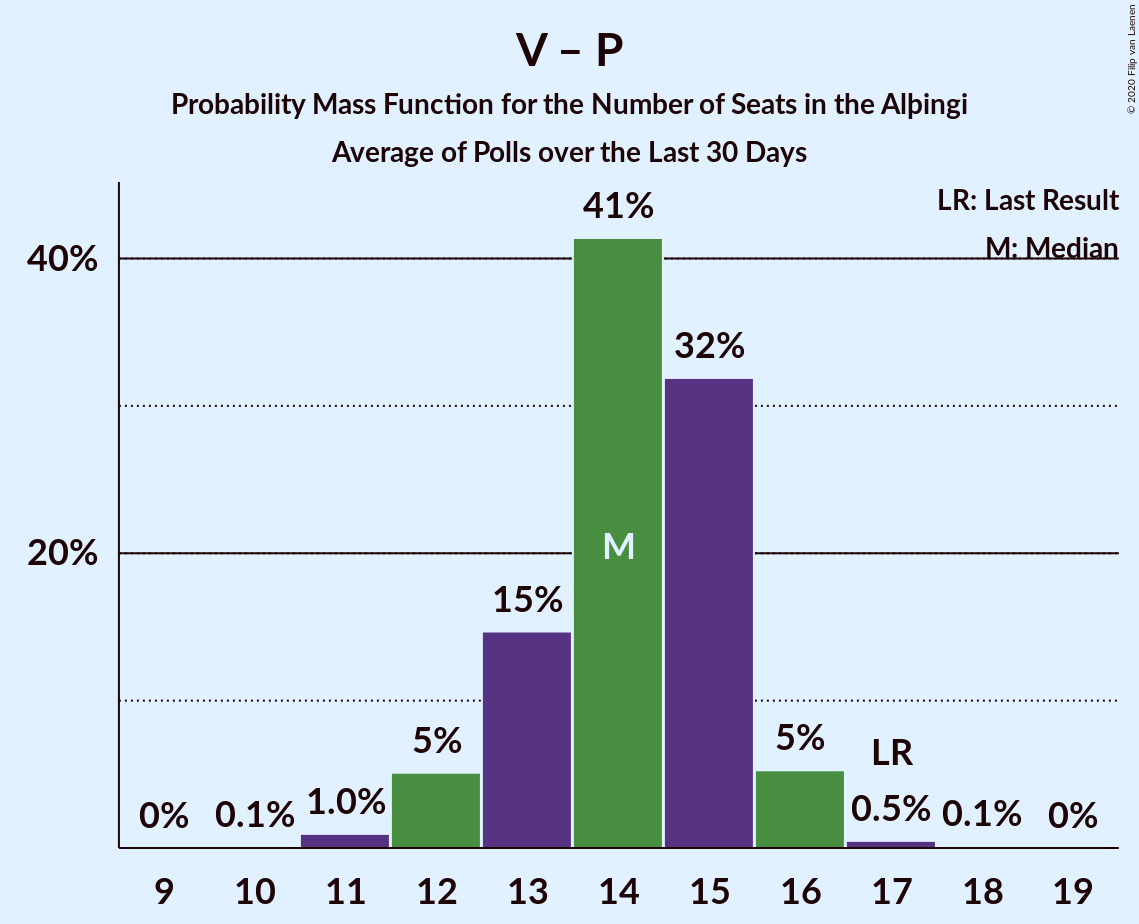 V – P
Probability Mass Function for the Number of Seats in the Alþingi
Average of Polls over the Last 30 Days
© 2020 Filip van Laenen
LR: Last Result
M: Median
40%
20%
0%
0.1%
1.0%
5%
15%
41%
M
32%
5%
LR
0.5%
0.1%
0%
9 10 11 12 13 14 15 16 17 18 19